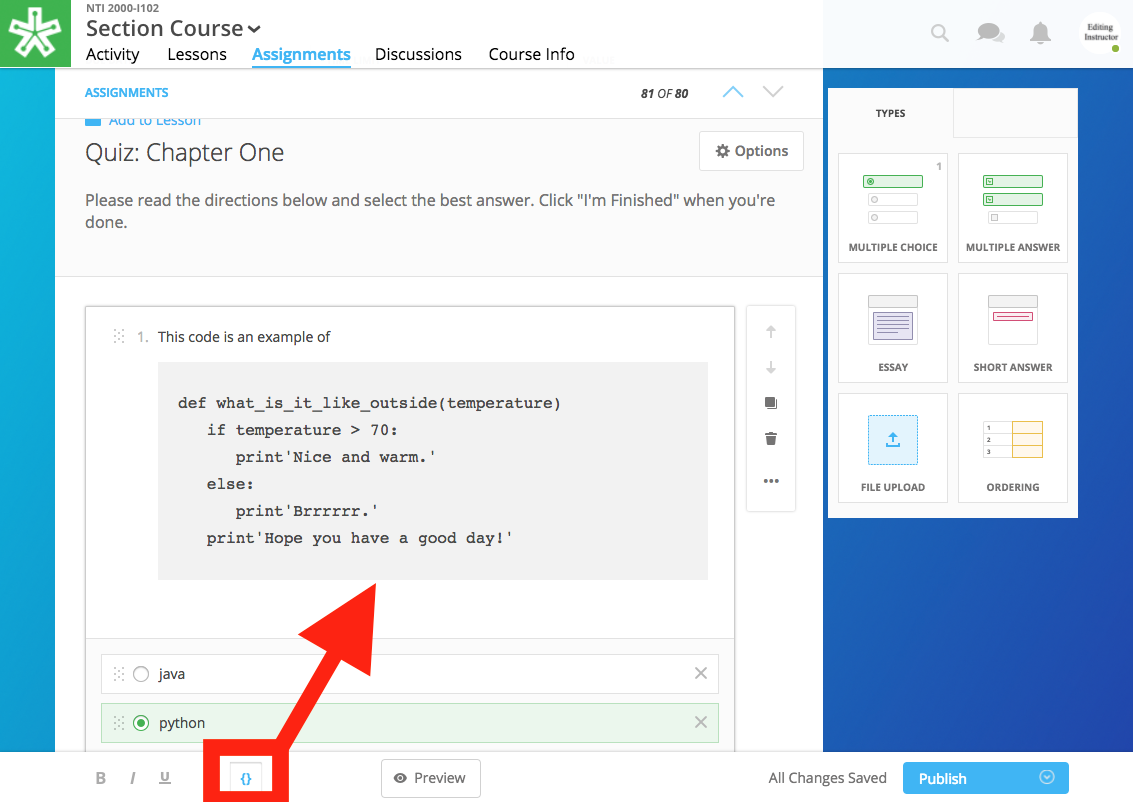 NTI 2000-I102
Section Course
Activity Lessons Assignments Discussions Course Info
Editing
Instructor
ASSIGNMENTS
81 OF 80
Add to Lesson
Quiz: Chapter One
Options
Please read the directions below and select the best answer. Click "I'm Finished" when you're
done.
1. This code is an example of
def what_is_it_like_outside(temperature)
   if temperature > 70:
      print'Nice and warm.'
   else:
      print'Brrrrrr.'
   print'Hope you have a good day!'
java
python
B I U {} Preview All Changes Saved Publish
TYPES
1
MULTIPLE CHOICE MULTIPLE ANSWER
ESSAY SHORT ANSWER
1
2
3
FILE UPLOAD ORDERING